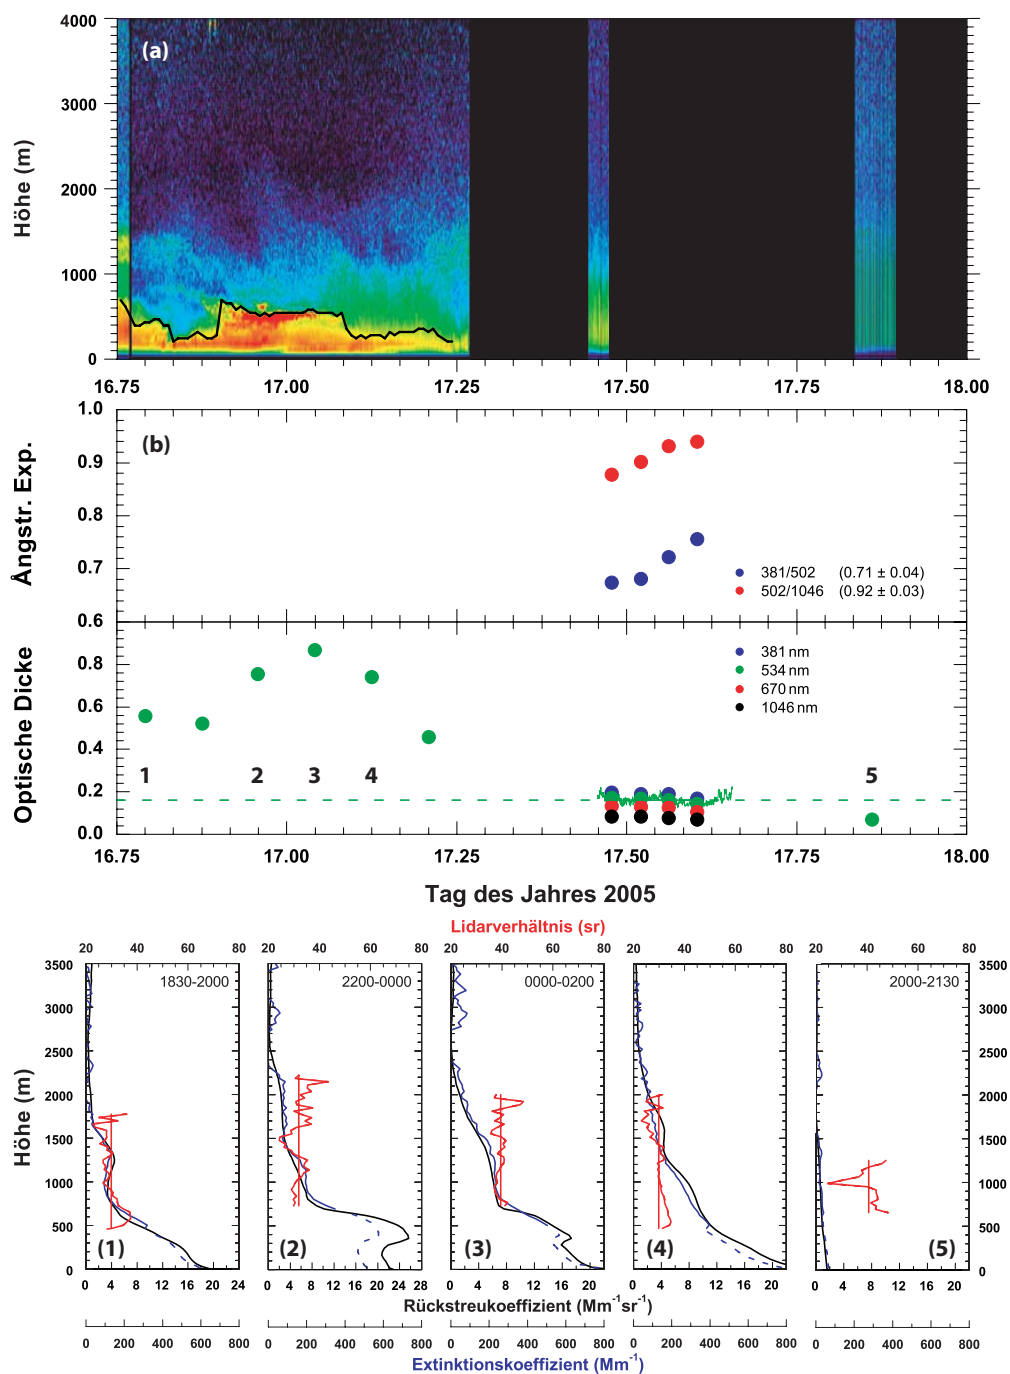 4000
(a)
3000
Höhe (m)
2000
1000
0
16.75 17.00 17.25 17.50 17.75 18.00
1.0
(b)
0.9
Ångstr. Exp.
0.8
0.7
381/502 (0.71 ± 0.04)
502/1046 (0.92 ± 0.03)
0.6
381 nm
534 nm
670 nm
1046 nm
Optische Dicke
0.8
0.6
0.4
1 2 3 4 5
0.2
0.0
16.75 17.00 17.25 17.50 17.75 18.00
Tag des Jahres 2005
Lidarverhältnis (sr)
20 40 60 80 20 40 60 80 20 40 60 80 20 40 60 80 20 40 60 80
3500 3500
1830-2000 2200-0000 0000-0200 2000-2130
3000 3000
2500 2500
2000 2000
Höhe (m)
1500 1500
1000 1000
500 500
(1) (2) (3) (4) (5)
0 0
0 4 8 12 16 20 24 0 4 8 12 16 20 24 28 0 4 8 12 16 20 0 4 8 12 16 20 0 4 8 12 16 20
Rückstreukoeffizient (Mm⁻¹sr⁻¹)
0 200 400 600 800 0 200 400 600 800 0 200 400 600 800 0 200 400 600 800 0 200 400 600 800
Extinktionskoeffizient (Mm⁻¹)